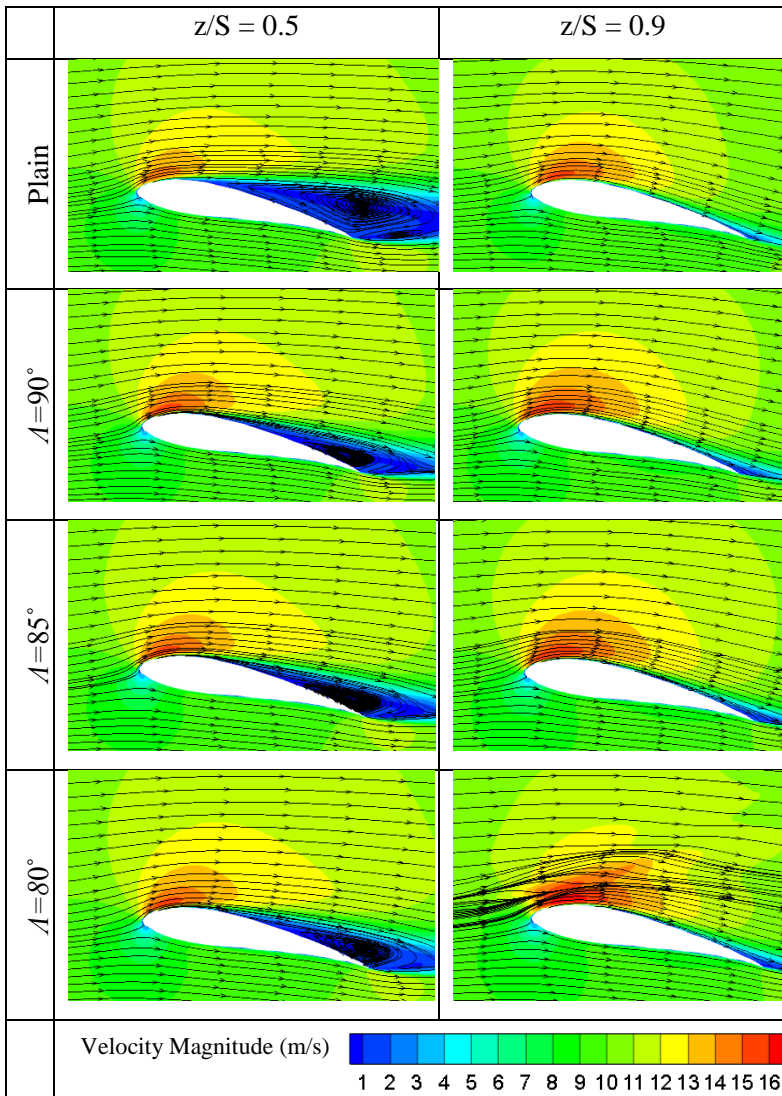 z/S = 0.5
z/S = 0.9
Plain
Λ=90°
Λ=85°
Λ=80°
Velocity Magnitude (m/s)
1 2 3 4 5 6 7 8 9 10 11 12 13 14 15 16